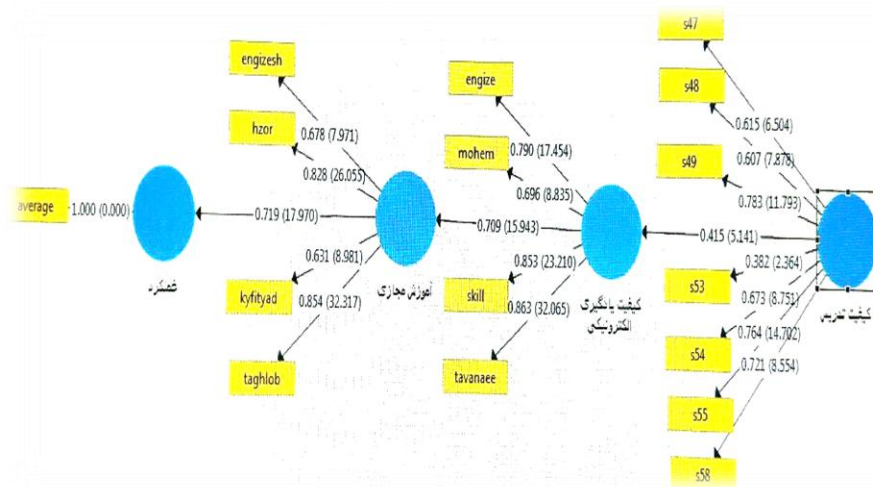 s47
engizesh
engize
s48
hzor
0.678 (7.971)
0.615 (6.504)
mohem
0.790 (17.454)
0.607 (7.878)
s49
0.828 (26.055)
0.696 (8.835)
0.783 (11.793)
average
1.000 (0.000)
0.719 (17.970)
0.709 (15.943)
0.415 (5.141)
0.631 (8.981)
0.853 (23.210)
0.382 (2.364)
s53
kyfityad
آموزش مجازی
skill
0.673 (8.751)
0.854 (32.317)
0.863 (32.065)
کیفیت یادگیری
الکترونیکی
0.764 (14.702)
کیفیت تدریس
s54
0.721 (8.554)
taghlob
tavanaee
s55
s58